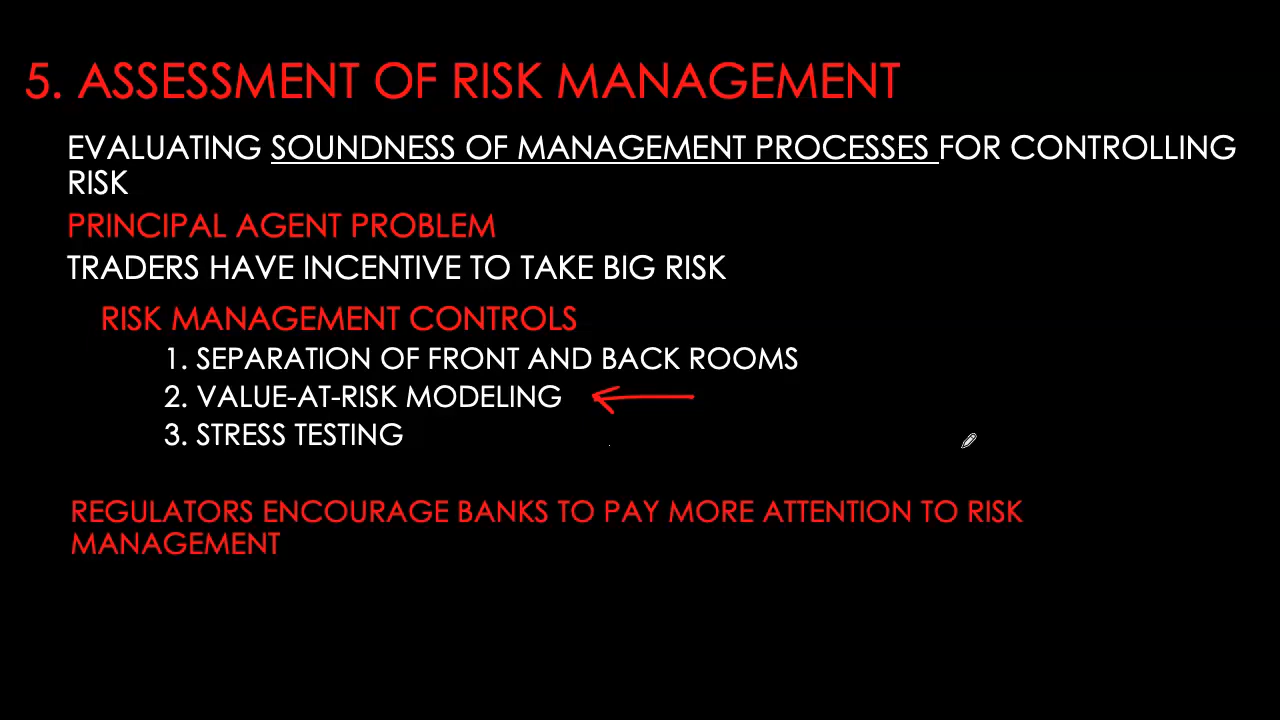 5. ASSESSMENT OF RISK MANAGEMENT
EVALUATING SOUNDNESS OF MANAGEMENT PROCESSES FOR CONTROLLING
RISK
PRINCIPAL AGENT PROBLEM
TRADERS HAVE INCENTIVE TO TAKE BIG RISK
RISK MANAGEMENT CONTROLS
1. SEPARATION OF FRONT AND BACK ROOMS
2. VALUE-AT-RISK MODELING
3. STRESS TESTING
REGULATORS ENCOURAGE BANKS TO PAY MORE ATTENTION TO RISK
MANAGEMENT